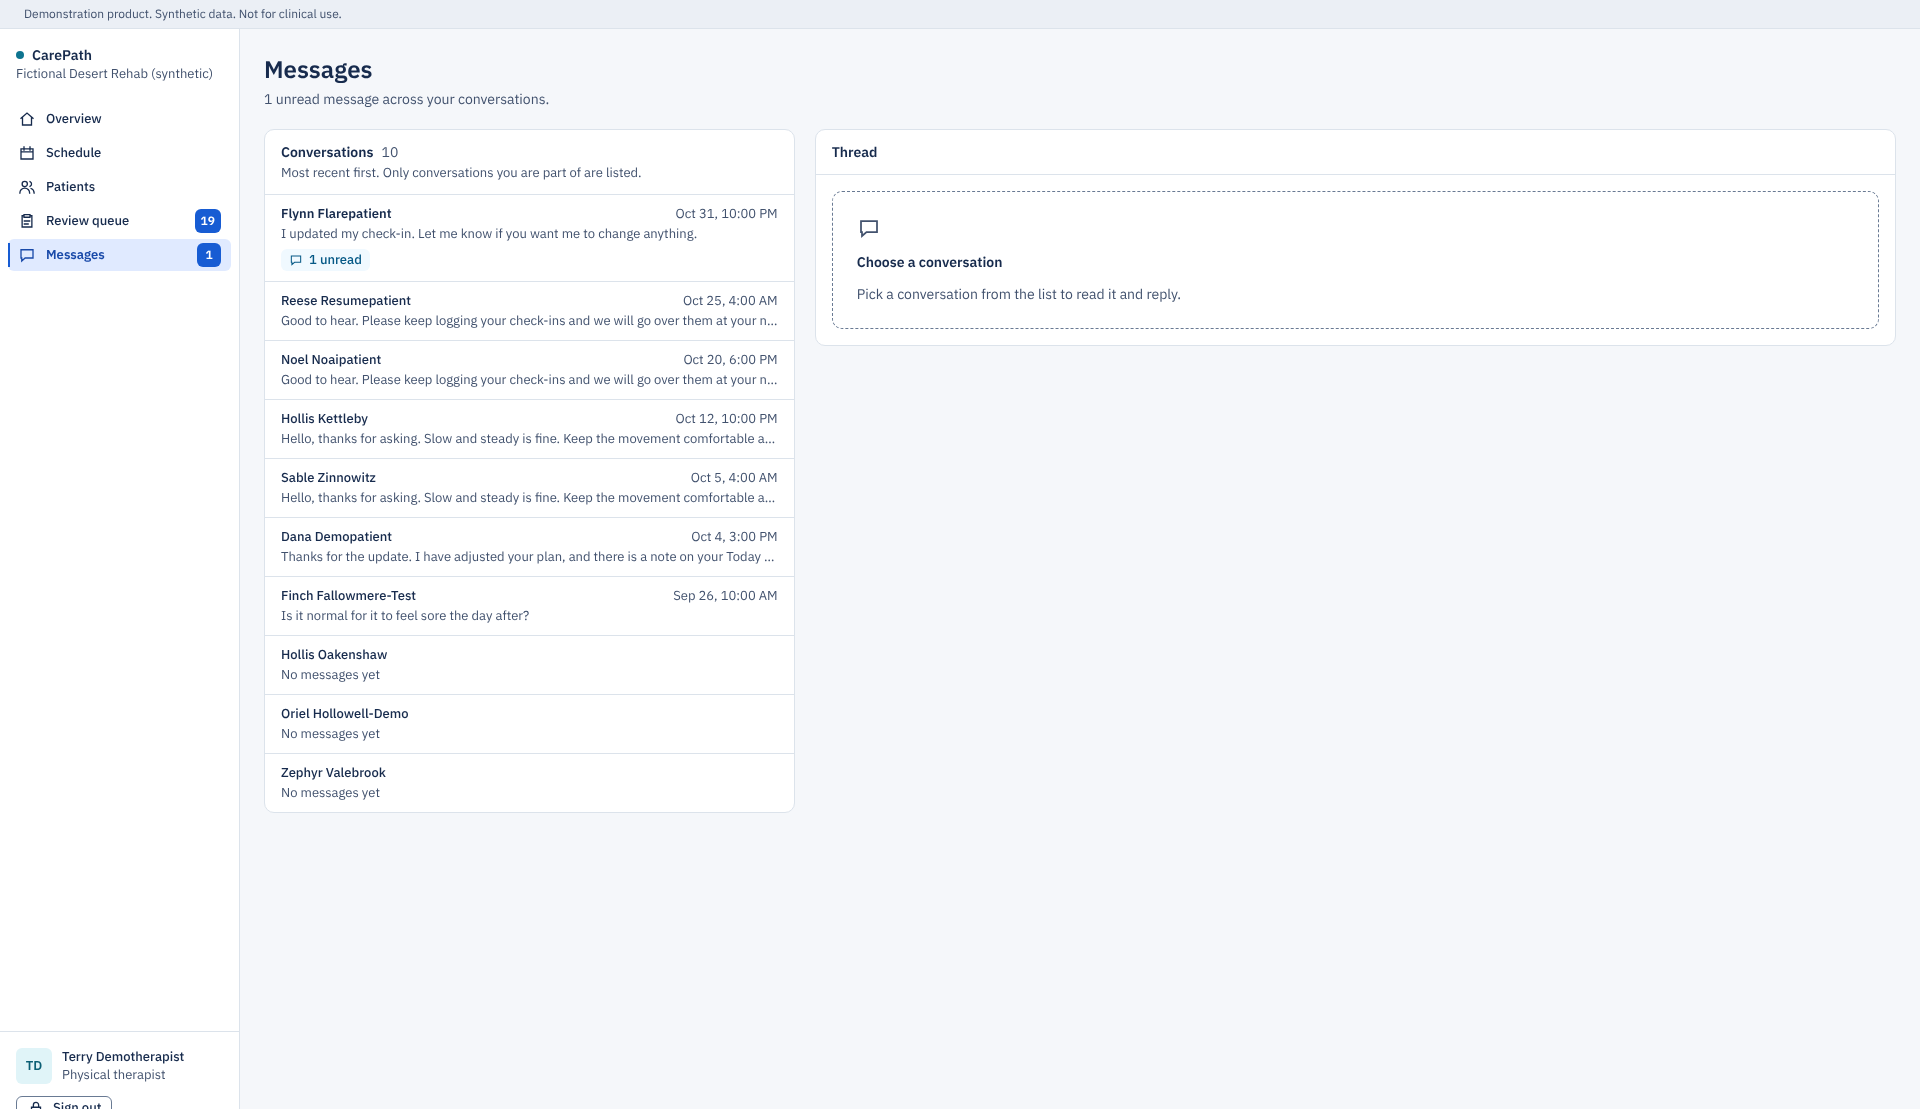 Demonstration product. Synthetic data. Not for clinical use.
CarePath
Fictional Desert Rehab (synthetic)
Overview
Schedule
Patients
Review queue 19
Messages 1
Terry Demotherapist
TD
Physical therapist
Sign out
Messages
1 unread message across your conversations.
Conversations 10
Most recent first. Only conversations you are part of are listed.
Flynn Flarepatient Oct 31, 10:00 PM
I updated my check-in. Let me know if you want me to change anything.
1 unread
Reese Resumepatient Oct 25, 4:00 AM
Good to hear. Please keep logging your check-ins and we will go over them at your n...
Noel Noaipatient Oct 20, 6:00 PM
Good to hear. Please keep logging your check-ins and we will go over them at your n...
Hollis Kettleby Oct 12, 10:00 PM
Hello, thanks for asking. Slow and steady is fine. Keep the movement comfortable a...
Sable Zinnowitz Oct 5, 4:00 AM
Hello, thanks for asking. Slow and steady is fine. Keep the movement comfortable a...
Dana Demopatient Oct 4, 3:00 PM
Thanks for the update. I have adjusted your plan, and there is a note on your Today ...
Finch Fallowmere-Test Sep 26, 10:00 AM
Is it normal for it to feel sore the day after?
Hollis Oakenshaw
No messages yet
Oriel Hollowell-Demo
No messages yet
Zephyr Valebrook
No messages yet
Thread
Choose a conversation
Pick a conversation from the list to read it and reply.